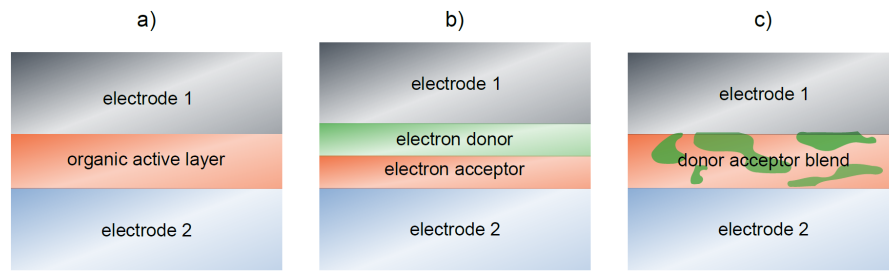 a)
electrode 1
organic active layer
electrode 2
b)
electrode 1
electron donor
electron acceptor
electrode 2
c)
electrode 1
donor acceptor blend
electrode 2